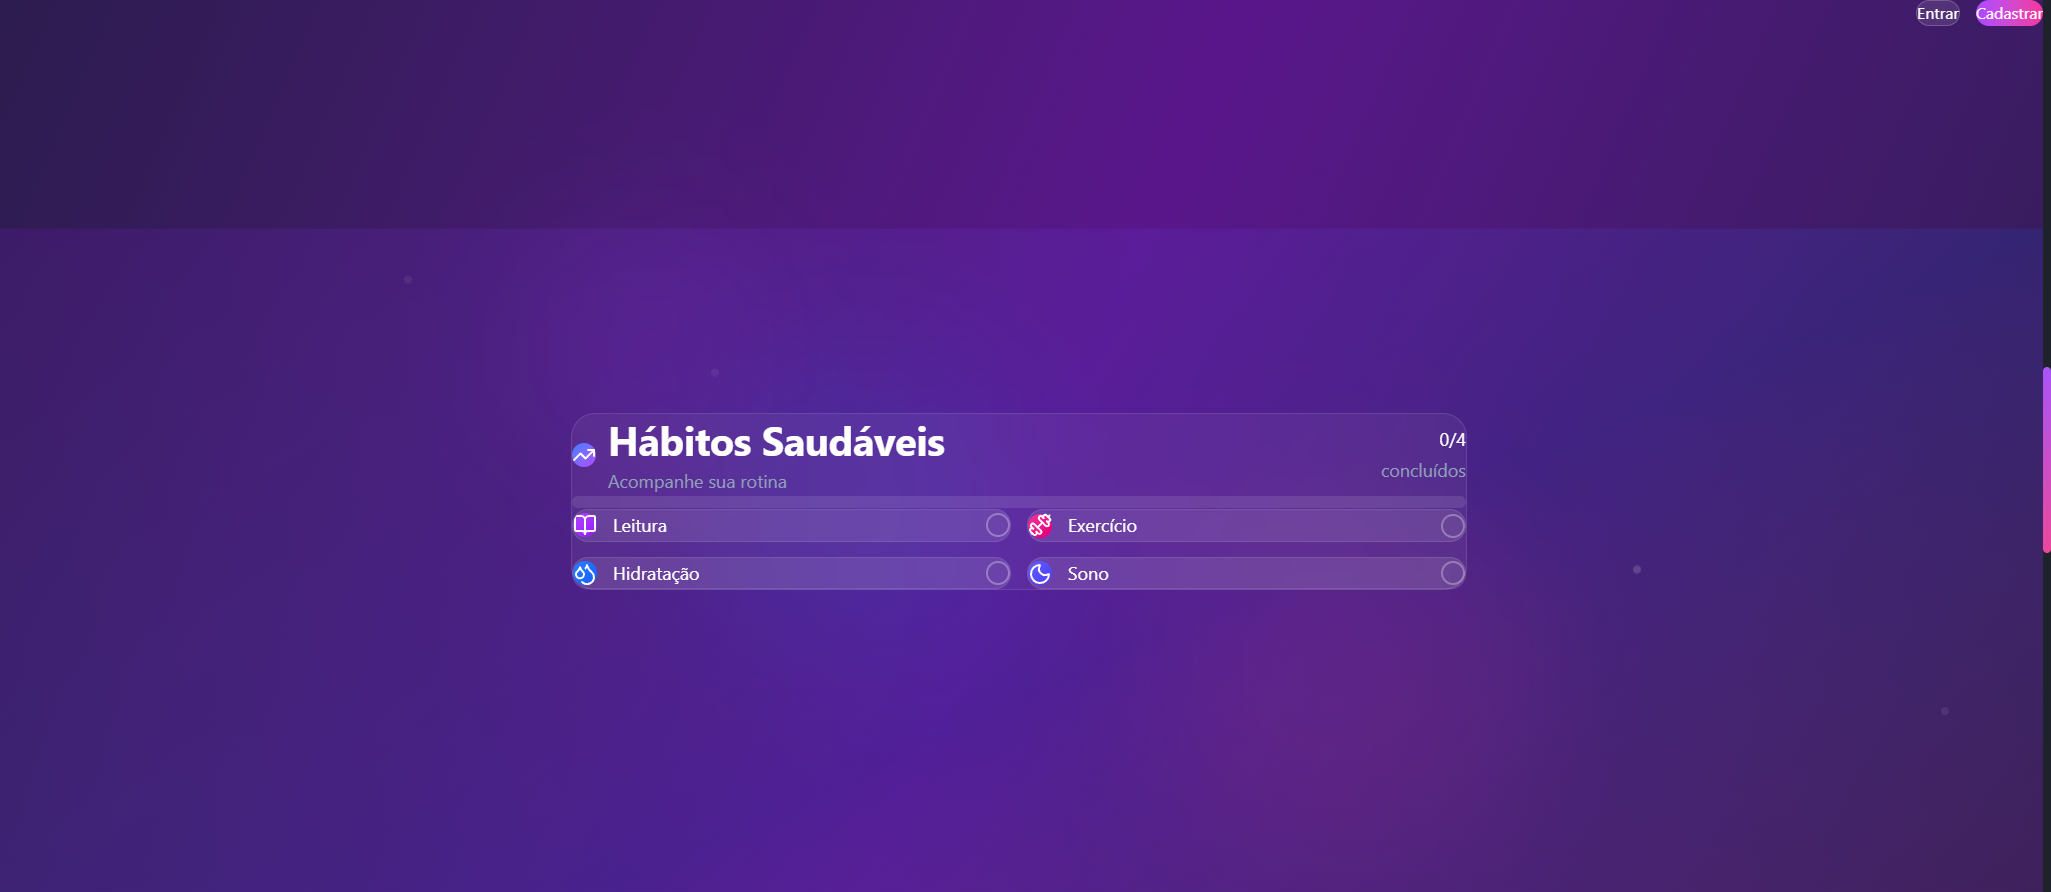 Entrar Cadastrar
Hábitos Saudáveis
Acompanhe sua rotina
0/4
concluídos
Leitura
Exercício
Hidratação
Sono